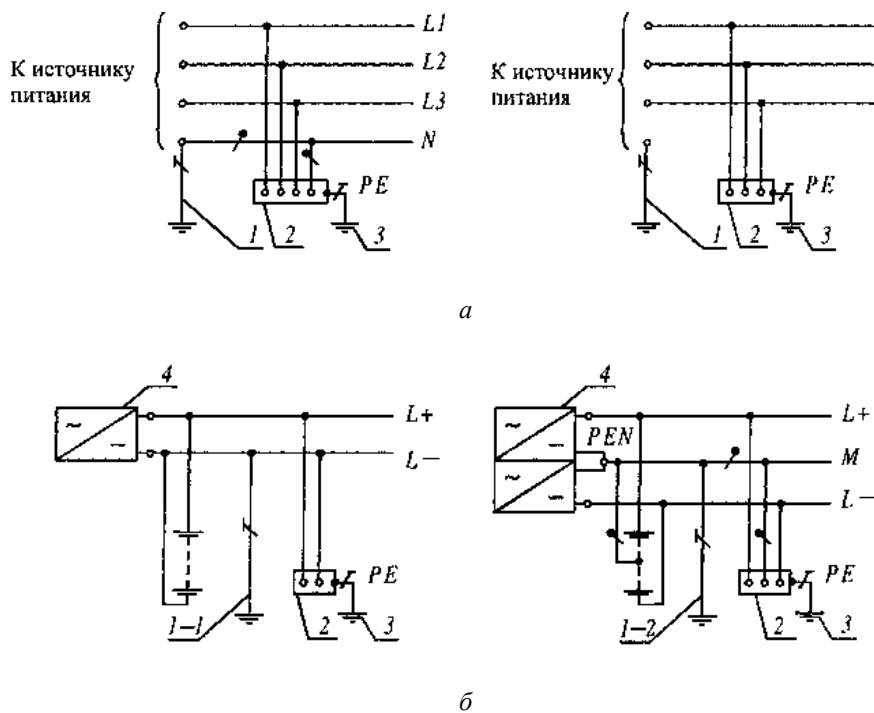 К источнику
питания
L1
L2
L3
N
PE
1
2
3
К источнику
питания
PE
1
2
3
а
4
L+
L−
PE
1−1
2
3
4
PEN
L+
M
L−
PE
1−2
2
3
б